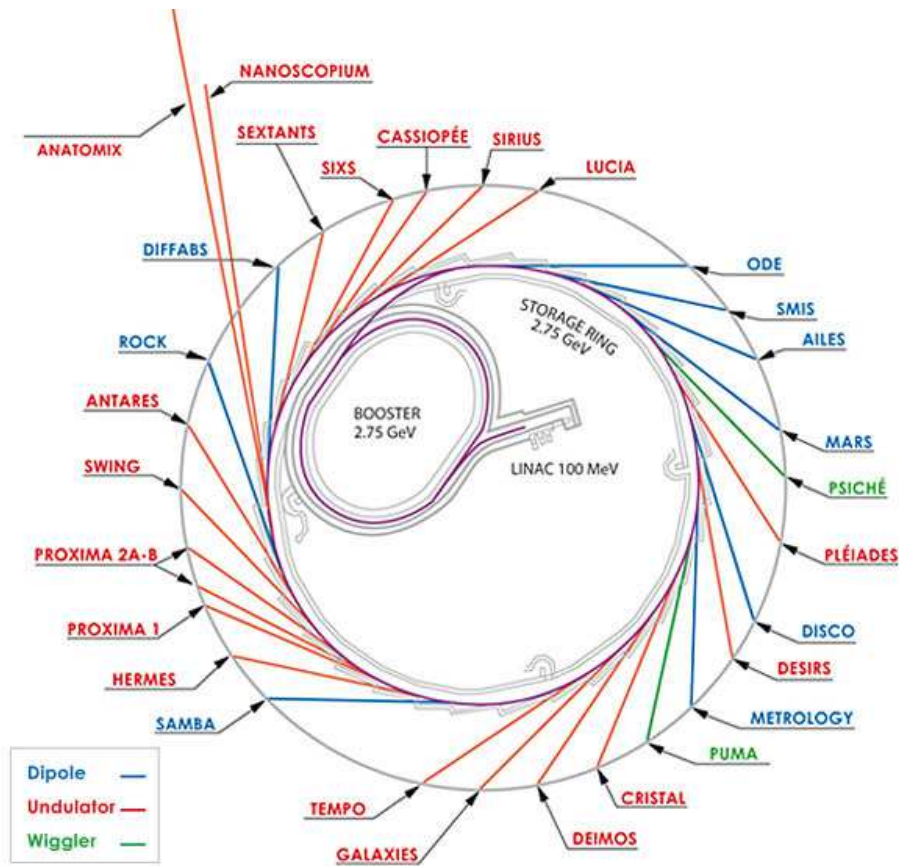 NANOSCOPIUM
ANATOMIX
SEXTANTS
CASSIOPÉE
SIRIUS
SIXS
LUCIA
DIFFABS
ODE
SMIS
STORAGE RING
2.75 GeV
ROCK
AILES
ANTARES
BOOSTER
2.75 GeV
MARS
SWING
LINAC 100 MeV
PSICHÉ
PROXIMA 2A-B
PLÉIADES
PROXIMA 1
DISCO
HERMES
DESIRS
SAMBA
METROLOGY
PUMA
Dipole
Undulator
Wiggler
TEMPO
CRISTAL
GALAXIES
DEIMOS